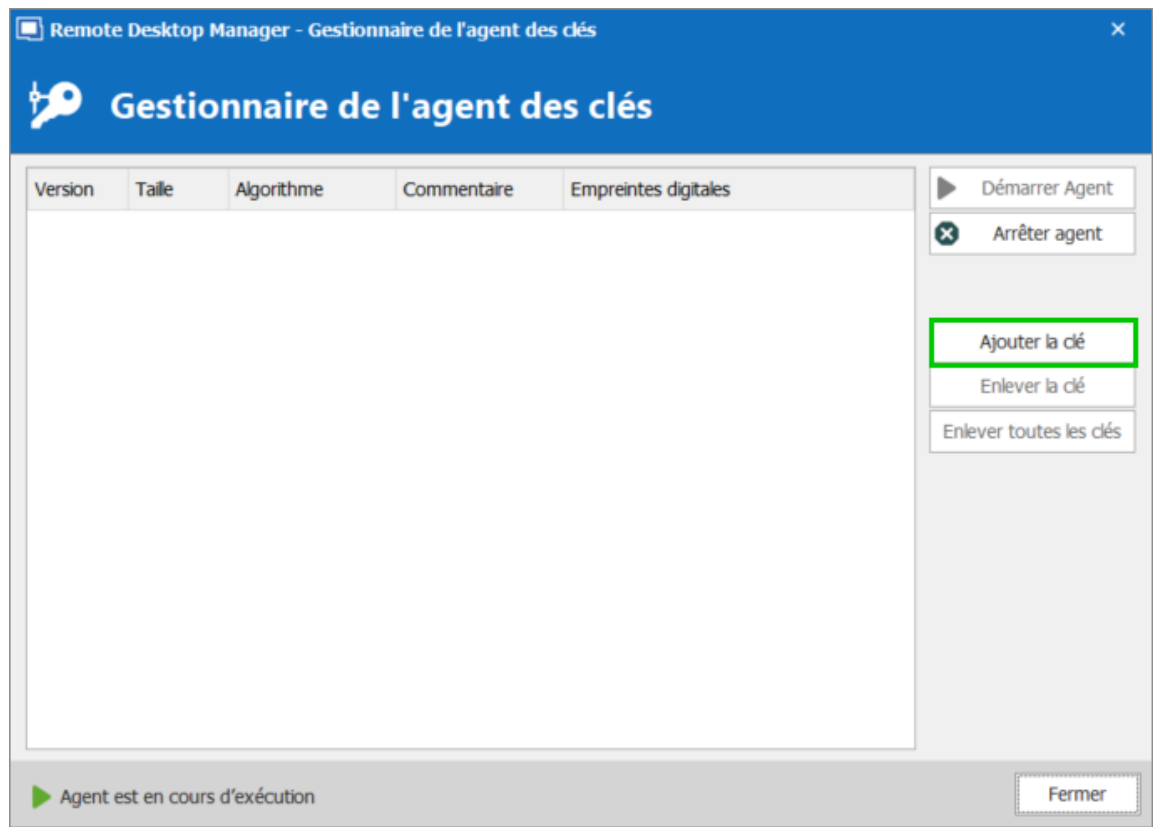 Remote Desktop Manager - Gestionnaire de l'agent des clés
Gestionnaire de l'agent des clés
Version Taille Algorithme Commentaire Empreintes digitales
Démarrer Agent
Arrêter agent
Ajouter la clé
Enlever la clé
Enlever toutes les clés
Agent est en cours d’exécution
Fermer